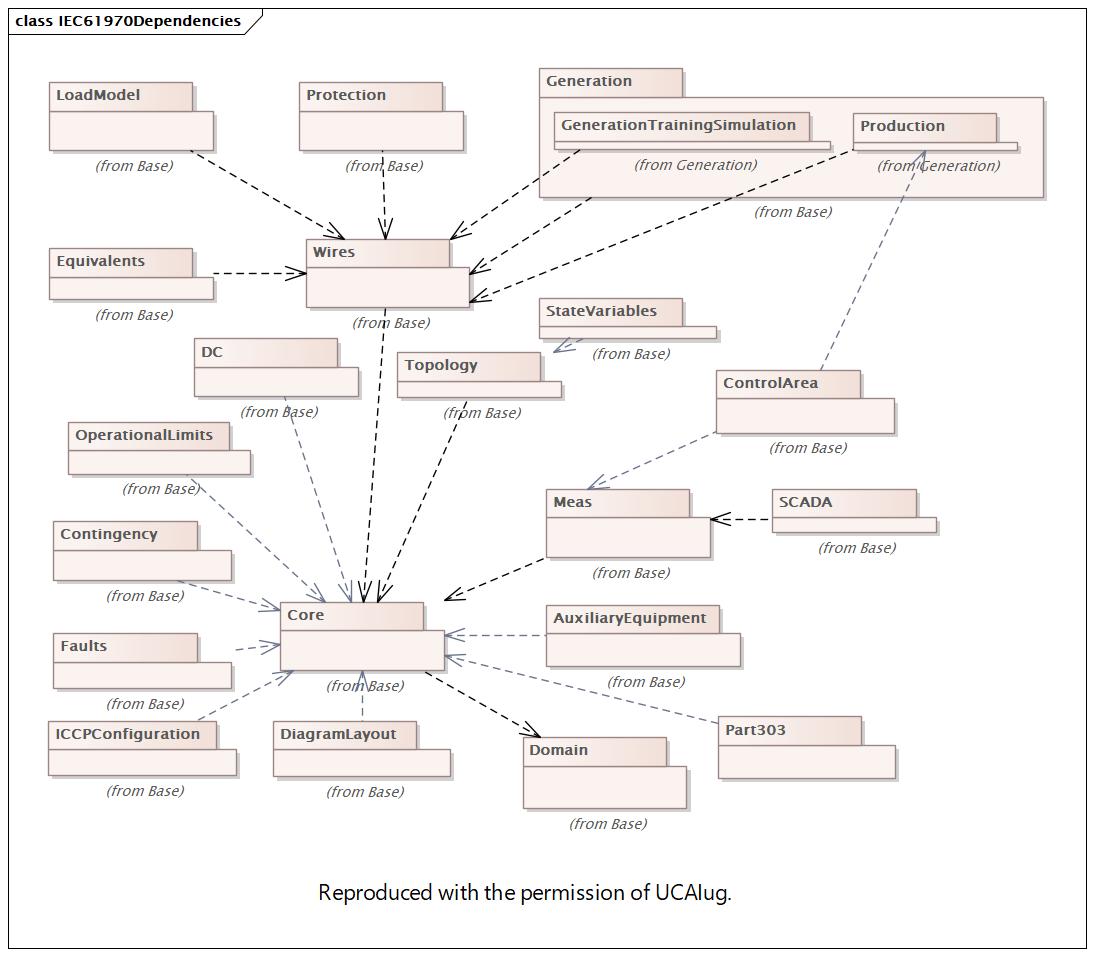 class IEC61970Dependencies
LoadModel
(from Base)
Protection
(from Base)
Generation
GenerationTrainingSimulation
(from Generation)
Production
(from Generation)
(from Base)
Equivalents
(from Base)
Wires
(from Base)
StateVariables
(from Base)
DC
(from Base)
Topology
(from Base)
ControlArea
(from Base)
OperationalLimits
(from Base)
Meas
(from Base)
SCADA
(from Base)
Contingency
(from Base)
Core
(from Base)
AuxiliaryEquipment
(from Base)
Faults
(from Base)
ICCPConfiguration
(from Base)
DiagramLayout
(from Base)
Domain
(from Base)
Part303
Reproduced with the permission of UCAIug.